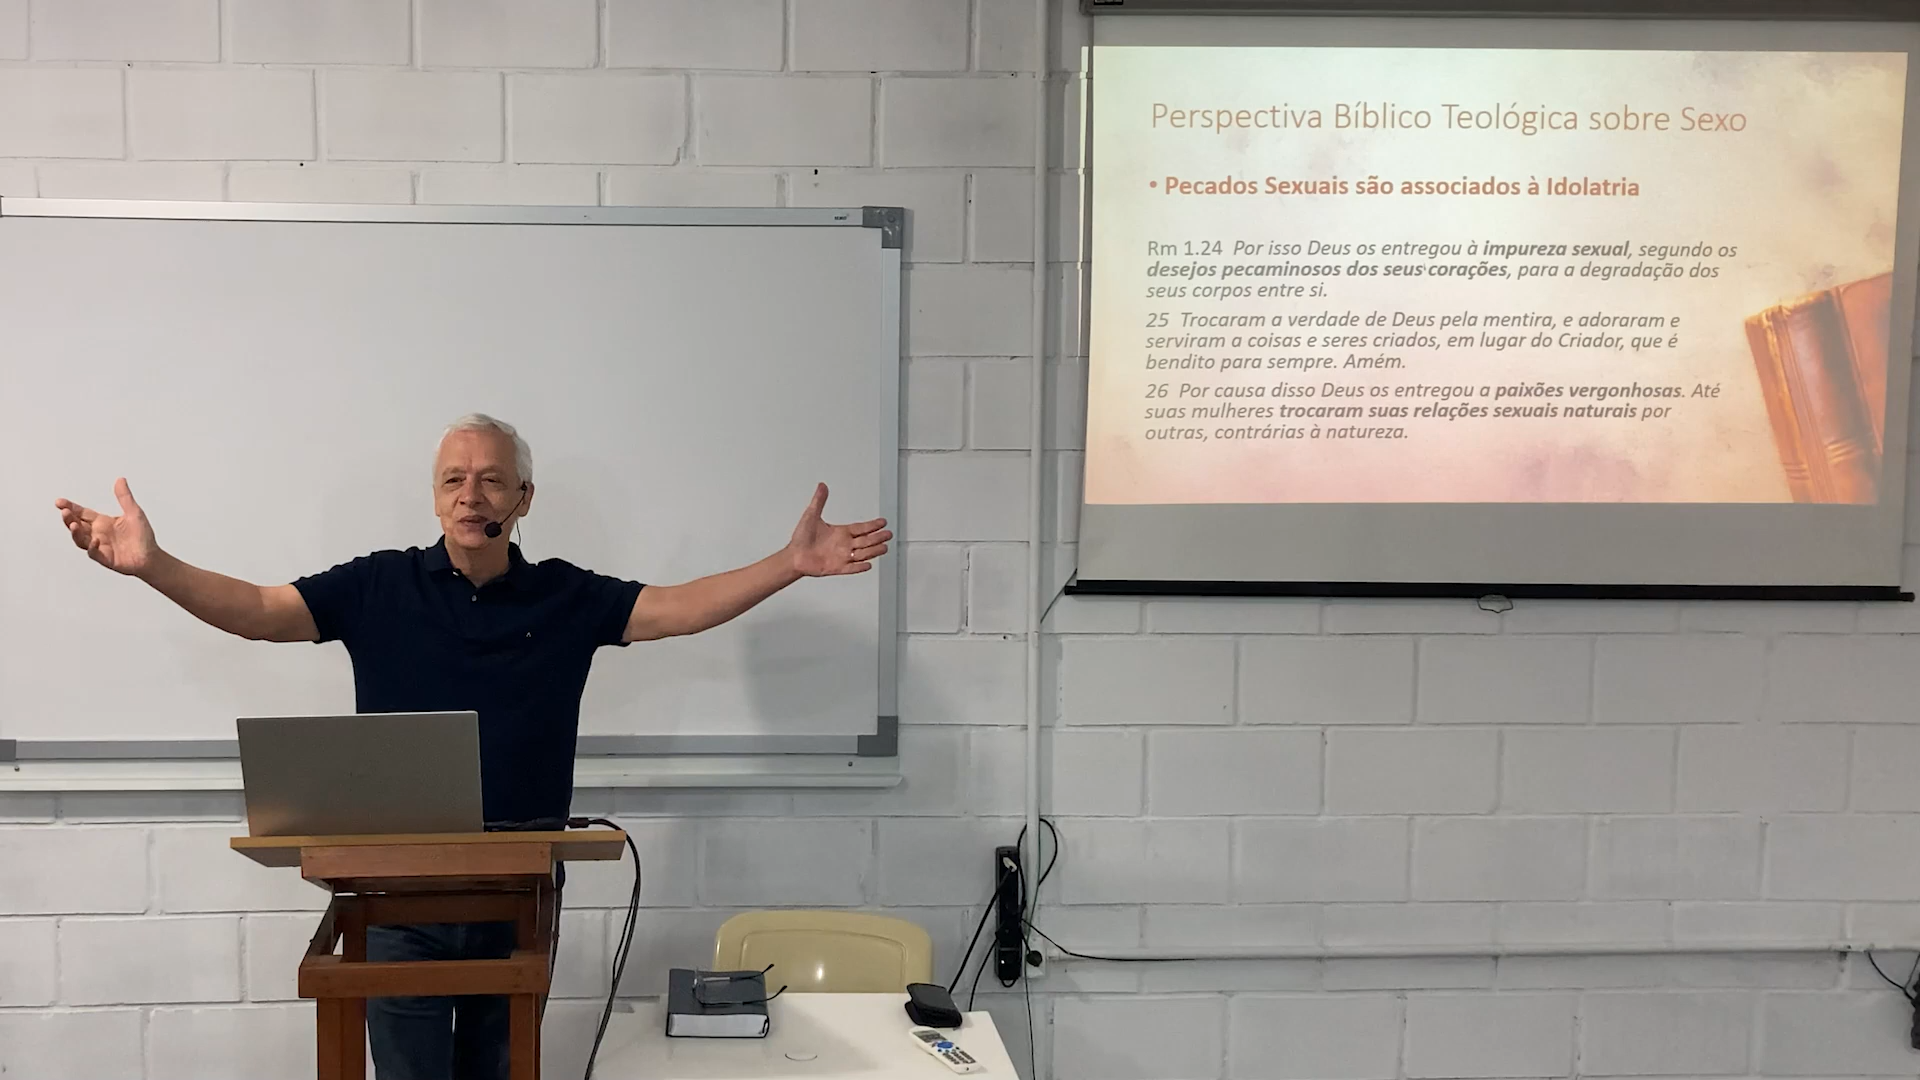 Perspectiva Bíblico Teológica sobre Sexo
• Pecados Sexuais são associados à Idolatria
Rm 1.24 Por isso Deus os entregou à impureza sexual, segundo os
desejos pecaminosos dos seus corações, para a degradação dos
seus corpos entre si.
25 Trocaram a verdade de Deus pela mentira, e adoraram e
serviram a coisas e seres criados, em lugar do Criador, que é
bendito para sempre. Amém.
26 Por causa disso Deus os entregou a paixões vergonhosas. Até
suas mulheres trocaram suas relações sexuais naturais por
outras, contrárias à natureza.